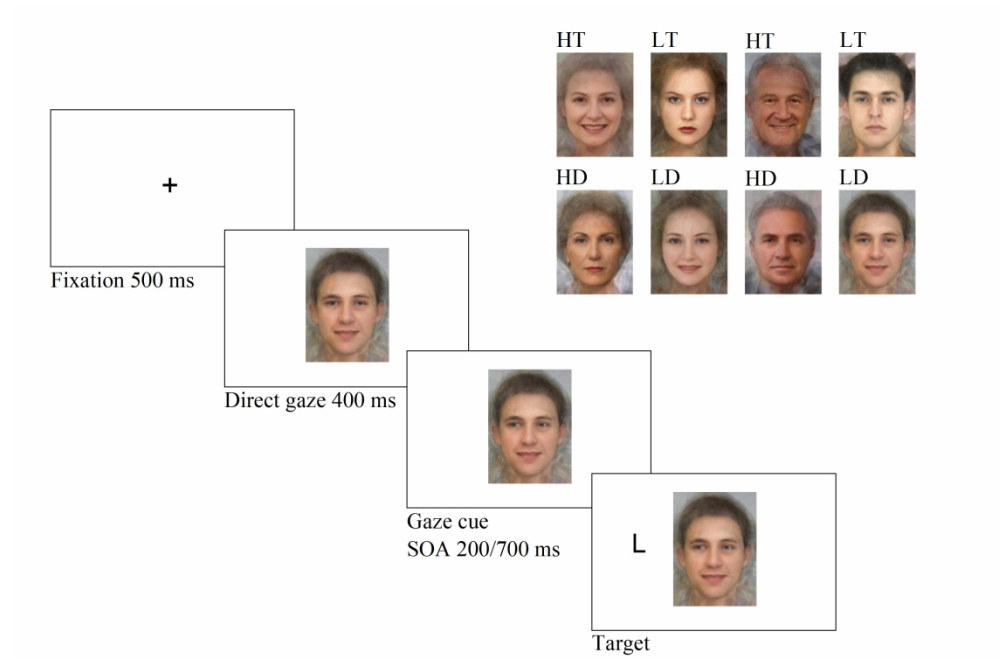 HT LT HT LT
HD LD HD LD
+
Fixation 500 ms
Direct gaze 400 ms
Gaze cue
SOA 200/700 ms
L
Target